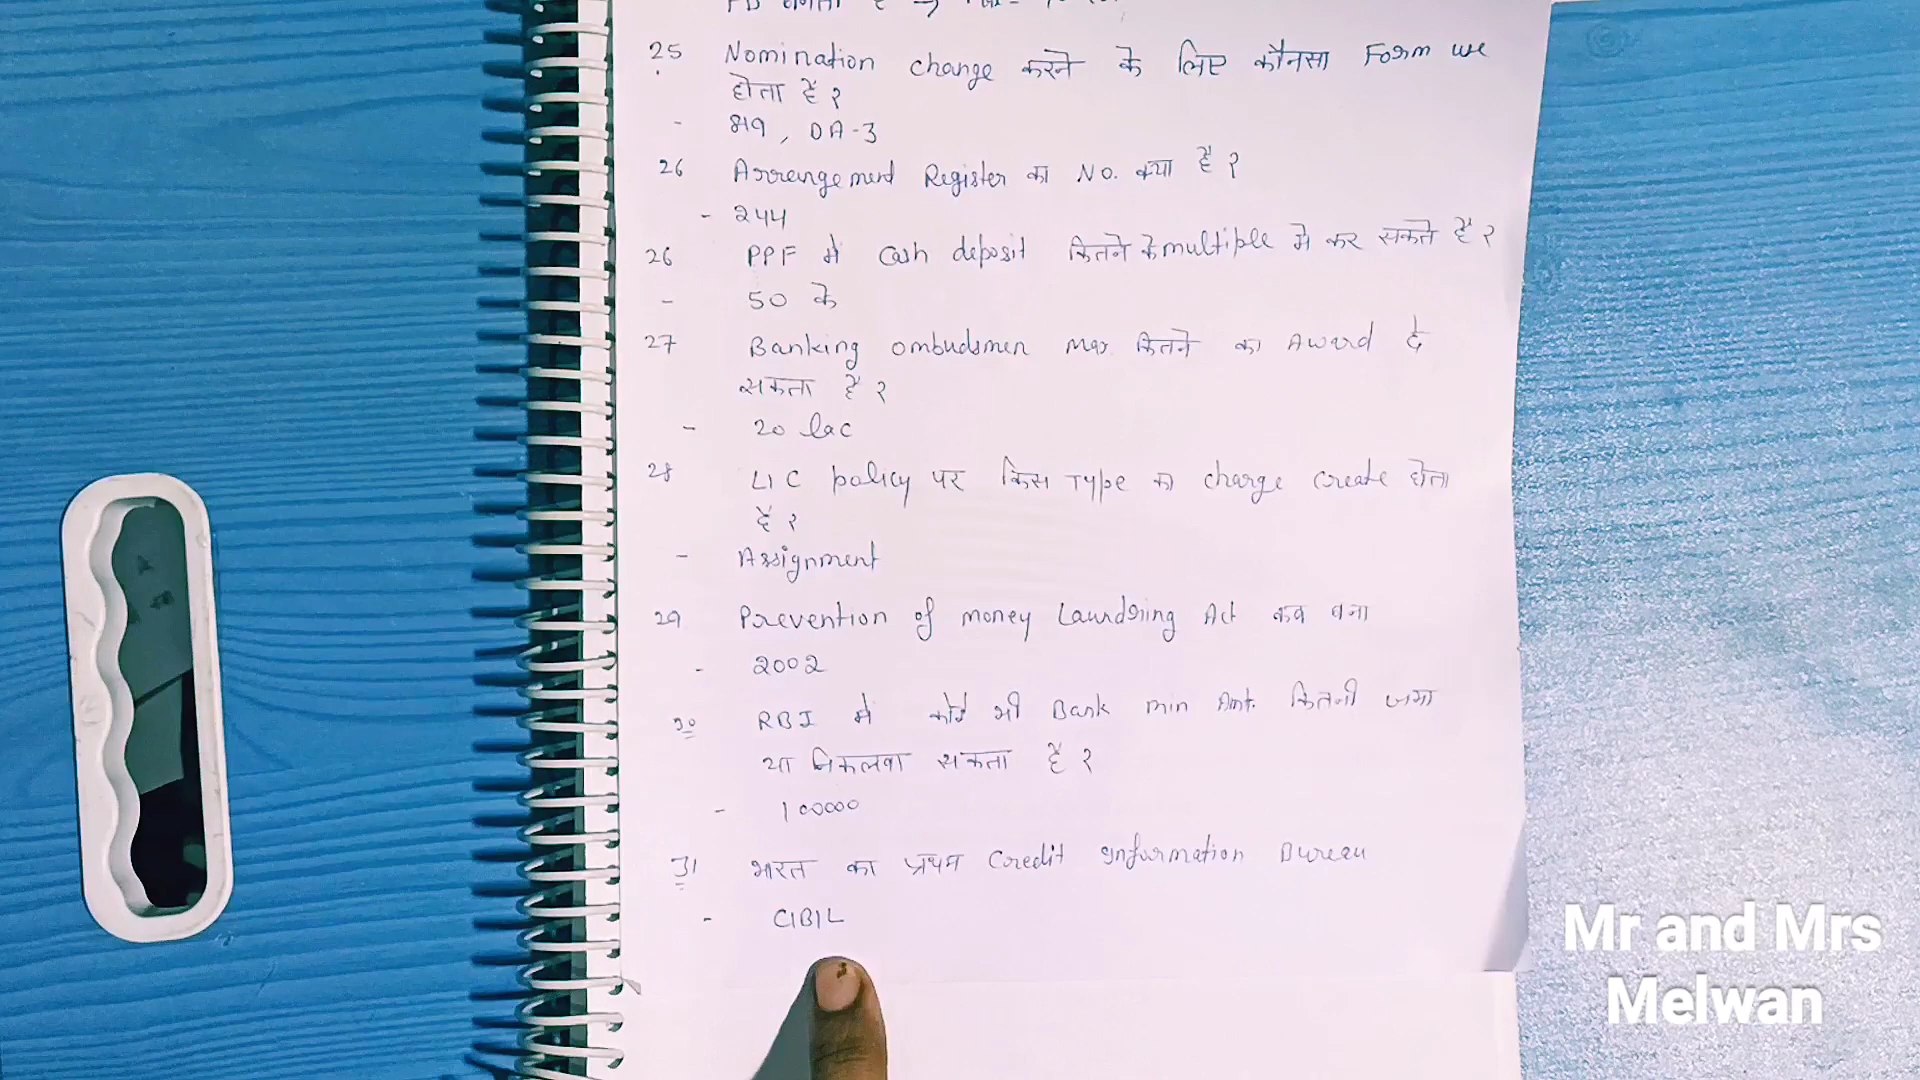 25 Nomination change करने के लिए कौनसा Form use
होता है ?
- 819, DA-3
26 Arrangement Register का No. क्या है ?
- 244
26 PPF में cash deposit कितने के multiple में कर सकते है ?
- 50 के
27 Banking ombudsmen max कितने का Award दे
सकता है ?
- 20 lac
28 LIC policy पर किस Type का charge create होता
है ?
- Assignment
29 Prevention of money Laundring Act कब बना
- 2002
30 RBI में कोई भी Bank min Amt. कितनी जमा
या निकलवा सकता है ?
- 100000
31 भारत का प्रथम Credit Information Bureau
- CIBIL
Mr and Mrs
Melwan